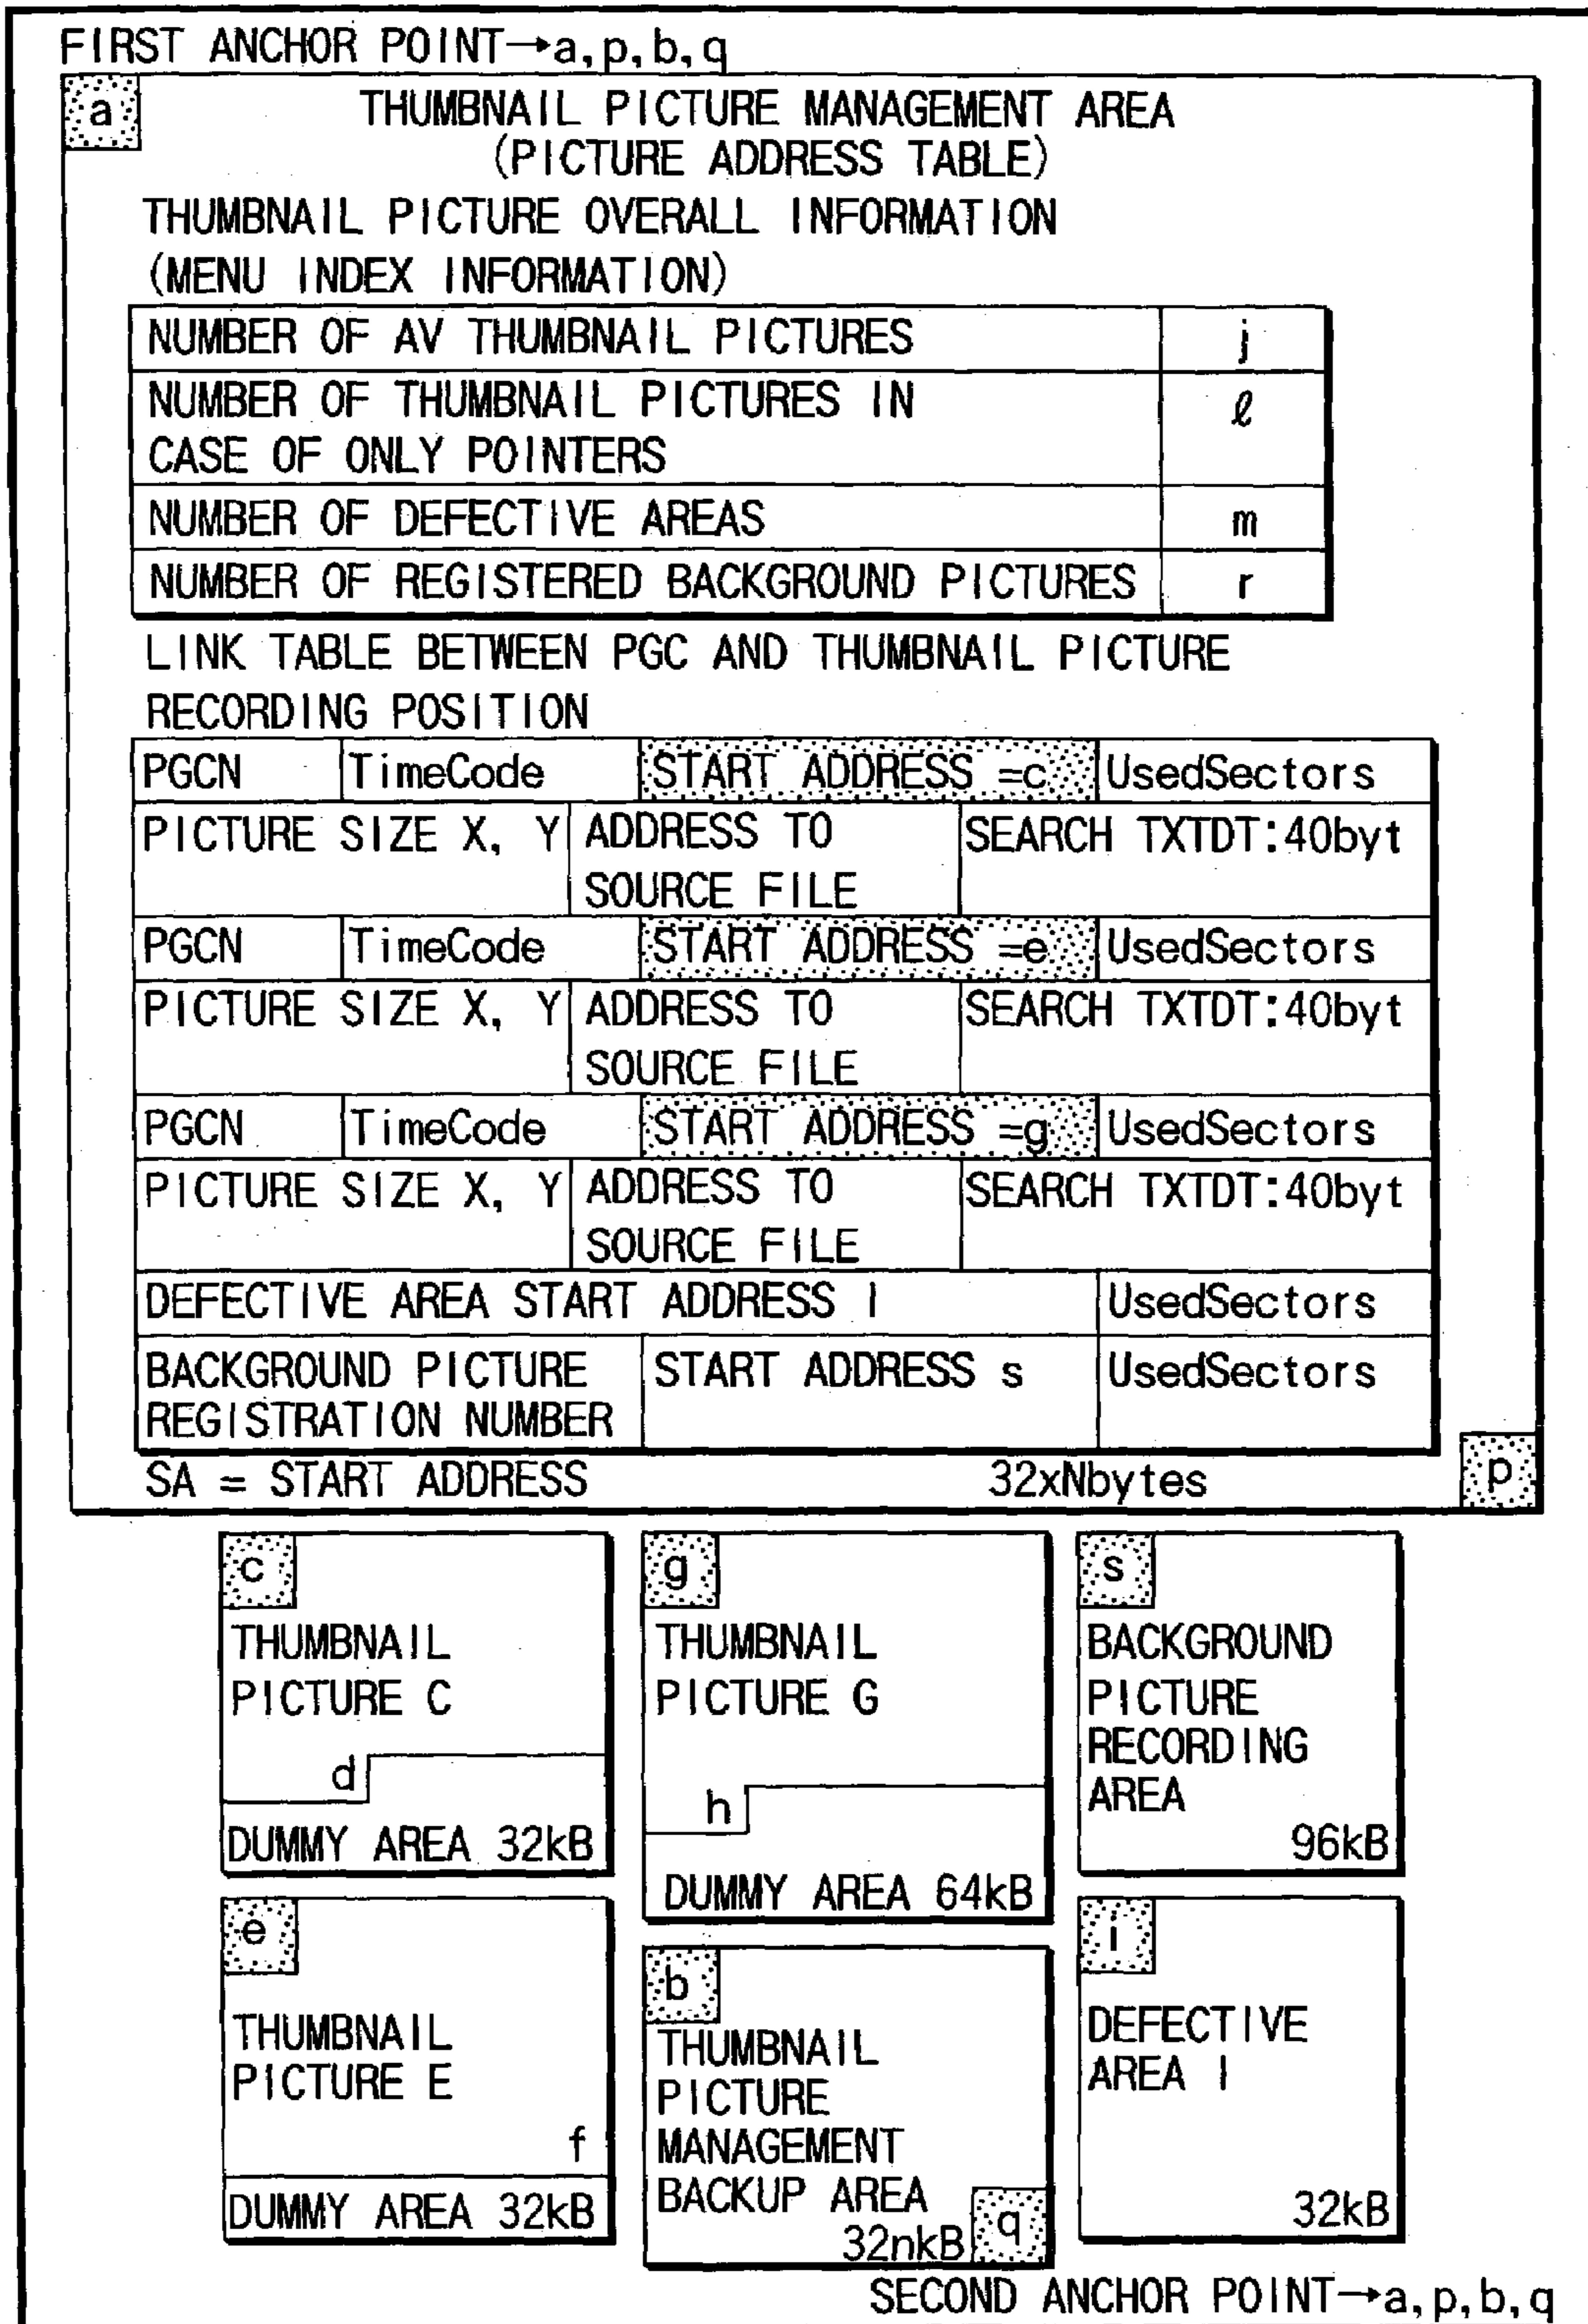 FIRST ANCHOR POINT→a,p,b,q
a
THUMBNAIL PICTURE MANAGEMENT AREA
(PICTURE ADDRESS TABLE)
THUMBNAIL PICTURE OVERALL INFORMATION
(MENU INDEX INFORMATION)
NUMBER OF AV THUMBNAIL PICTURES j
NUMBER OF THUMBNAIL PICTURES IN ℓ
CASE OF ONLY POINTERS
NUMBER OF DEFECTIVE AREAS m
NUMBER OF REGISTERED BACKGROUND PICTURES r
LINK TABLE BETWEEN PGC AND THUMBNAIL PICTURE
RECORDING POSITION
PGCN TimeCode START ADDRESS =c UsedSectors
PICTURE SIZE X, Y ADDRESS TO SEARCH TXTDT:40byt
SOURCE FILE
PGCN TimeCode START ADDRESS =e UsedSectors
PICTURE SIZE X, Y ADDRESS TO SEARCH TXTDT:40byt
SOURCE FILE
PGCN TimeCode START ADDRESS =g UsedSectors
PICTURE SIZE X, Y ADDRESS TO SEARCH TXTDT:40byt
SOURCE FILE
DEFECTIVE AREA START ADDRESS I UsedSectors
BACKGROUND PICTURE START ADDRESS s UsedSectors
REGISTRATION NUMBER
SA = START ADDRESS 32xNbytes p
c
THUMBNAIL
PICTURE C
d
DUMMY AREA 32kB
e
THUMBNAIL
PICTURE E
f
DUMMY AREA 32kB
g
THUMBNAIL
PICTURE G
h
DUMMY AREA 64kB
b
THUMBNAIL
PICTURE
MANAGEMENT
BACKUP AREA
32nkB q
s
BACKGROUND
PICTURE
RECORDING
AREA
96kB
i
DEFECTIVE
AREA I
32kB
SECOND ANCHOR POINT→a,p,b,q